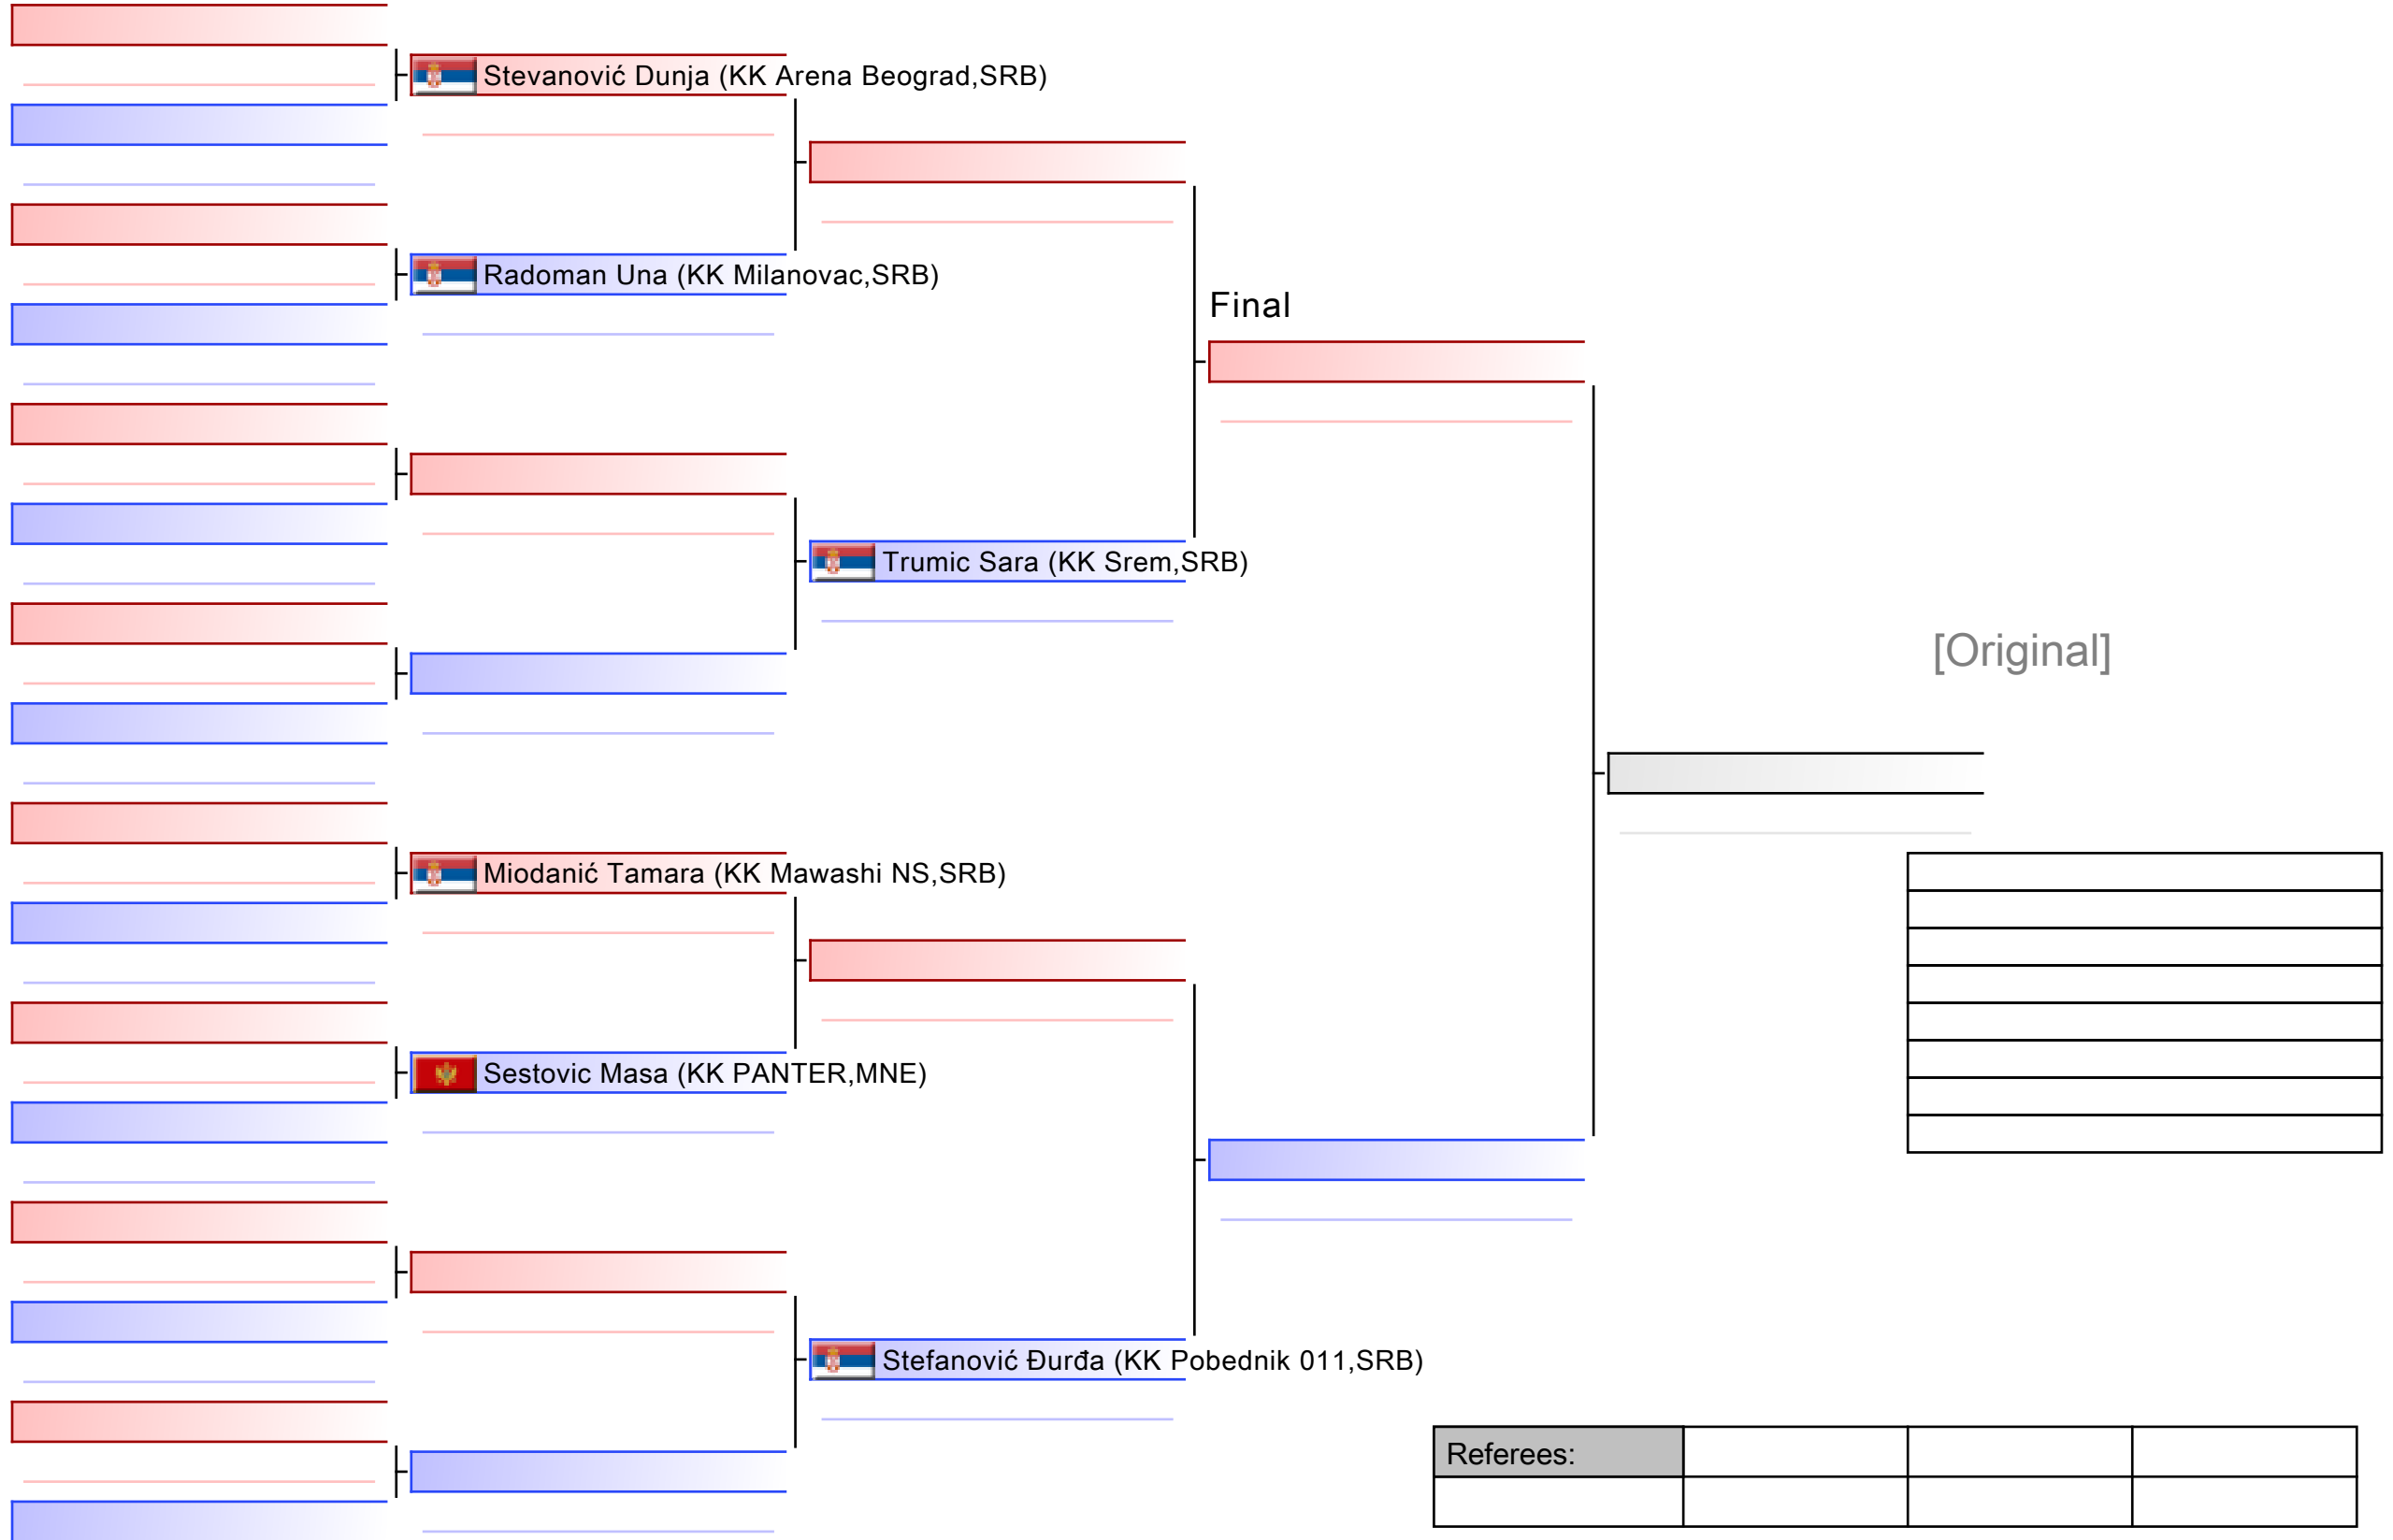 Stevanović Dunja (KK Arena Beograd,SRB)
Radoman Una (KK Milanovac,SRB)
Final
Trumic Sara (KK Srem,SRB)
[Original]
Miodanić Tamara (KK Mawashi NS,SRB)
Sestovic Masa (KK PANTER,MNE)
Stefanović Đurđa (KK Pobednik 011,SRB)
Referees: